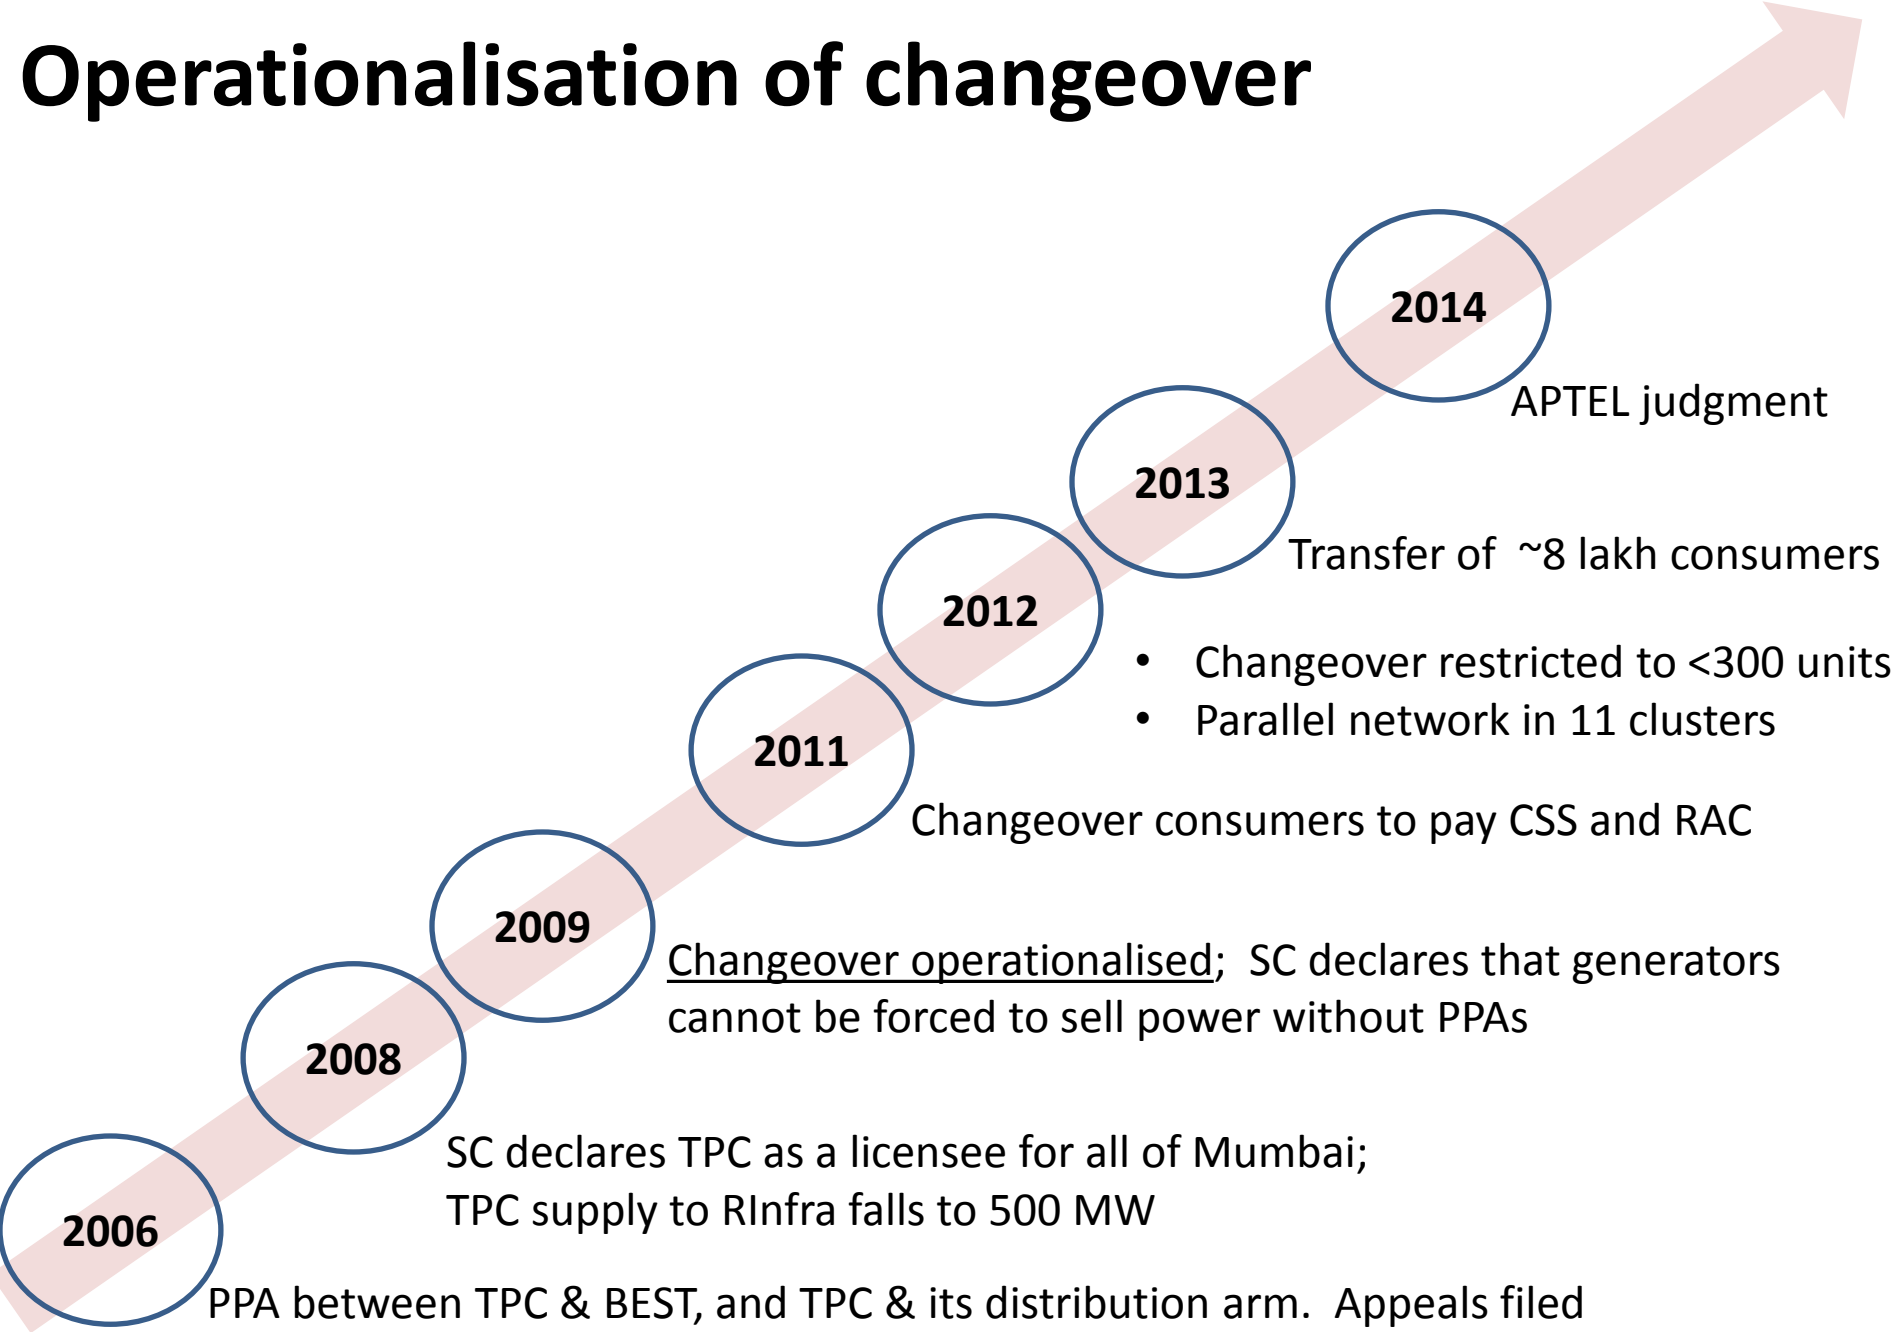 Operationalisation of changeover
2014
APTEL judgment
2013
Transfer of ~8 lakh consumers
2012
• Changeover restricted to <300 units
• Parallel network in 11 clusters
2011
Changeover consumers to pay CSS and RAC
2009
Changeover operationalised; SC declares that generators
cannot be forced to sell power without PPAs
2008
SC declares TPC as a licensee for all of Mumbai;
TPC supply to RInfra falls to 500 MW
2006
PPA between TPC & BEST, and TPC & its distribution arm. Appeals filed